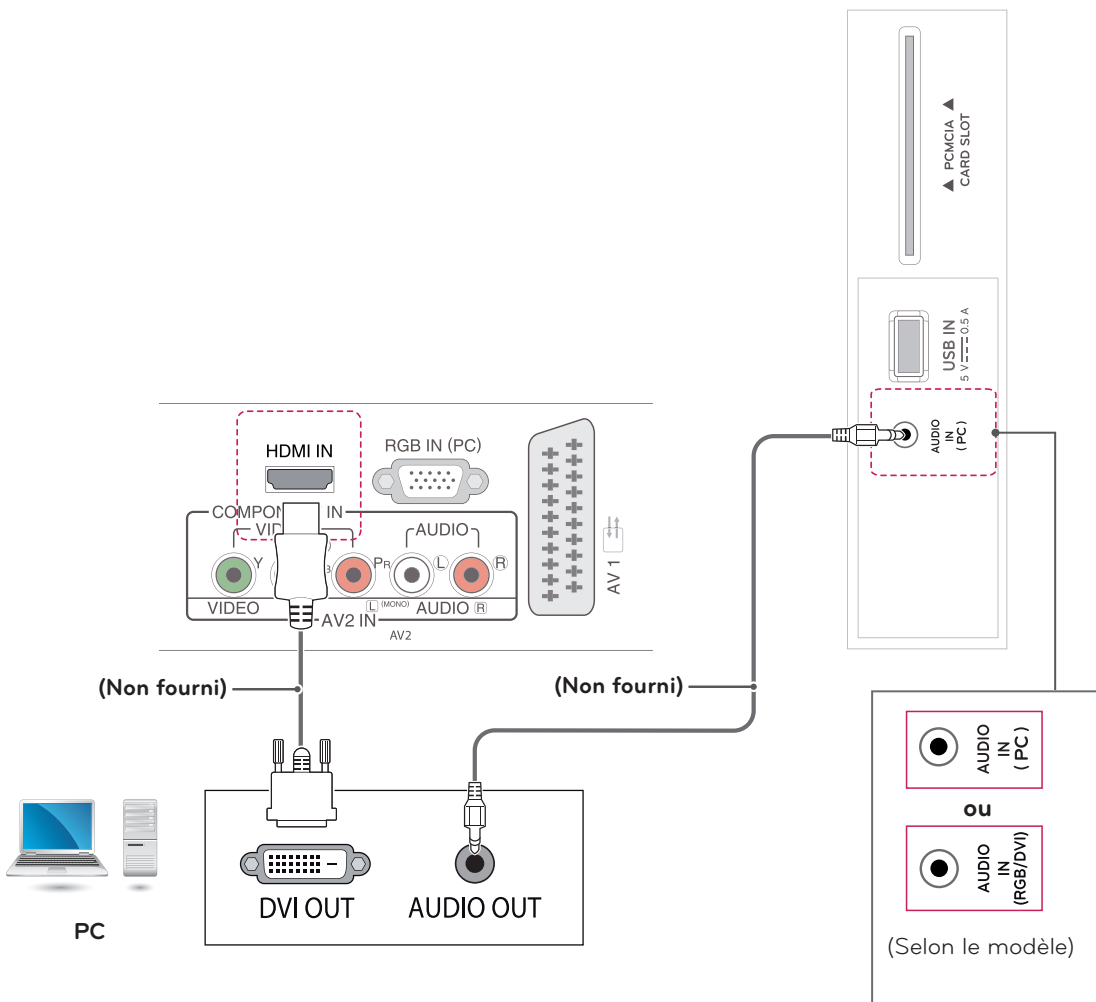 ▲ PCMCIA ▲
CARD SLOT
USB IN
5 V 0.5 A
AUDIO
IN
(PC)
HDMI IN
RGB IN (PC)
COMPO IN
VID
AUDIO
Y
B
PR
L
R
VIDEO
L (MONO) AUDIO R
AV2 IN
AV2
AV 1
(Non fourni)
(Non fourni)
PC
DVI OUT
AUDIO OUT
AUDIO
IN
(PC)
ou
AUDIO
IN
(RGB/DVI)
(Selon le modèle)